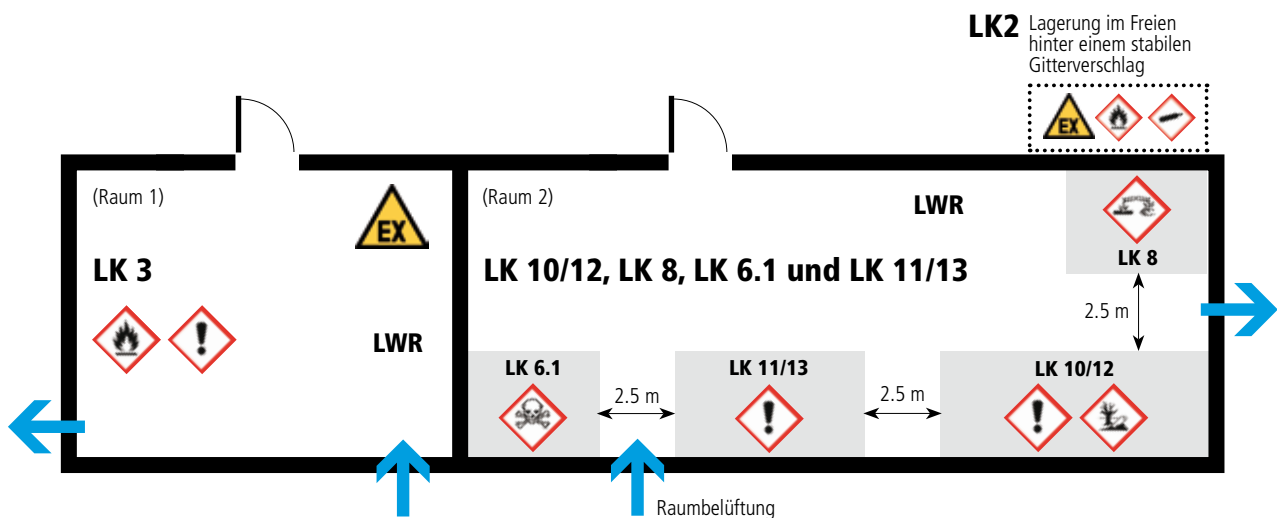 LK2 Lagerung im Freien
hinter einem stabilen
Gitterverschlag
EX
(Raum 1)
EX
LK 3
LWR
(Raum 2)
LWR
LK 10/12, LK 8, LK 6.1 und LK 11/13
LK 8
2.5 m
LK 6.1
2.5 m
LK 11/13
2.5 m
LK 10/12
Raumbelüftung